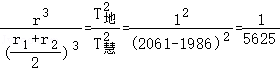 r³/((r₁+r₂)/2)³ = T²地/T²慧 = 1²/(2061-1986)² = 1/5625